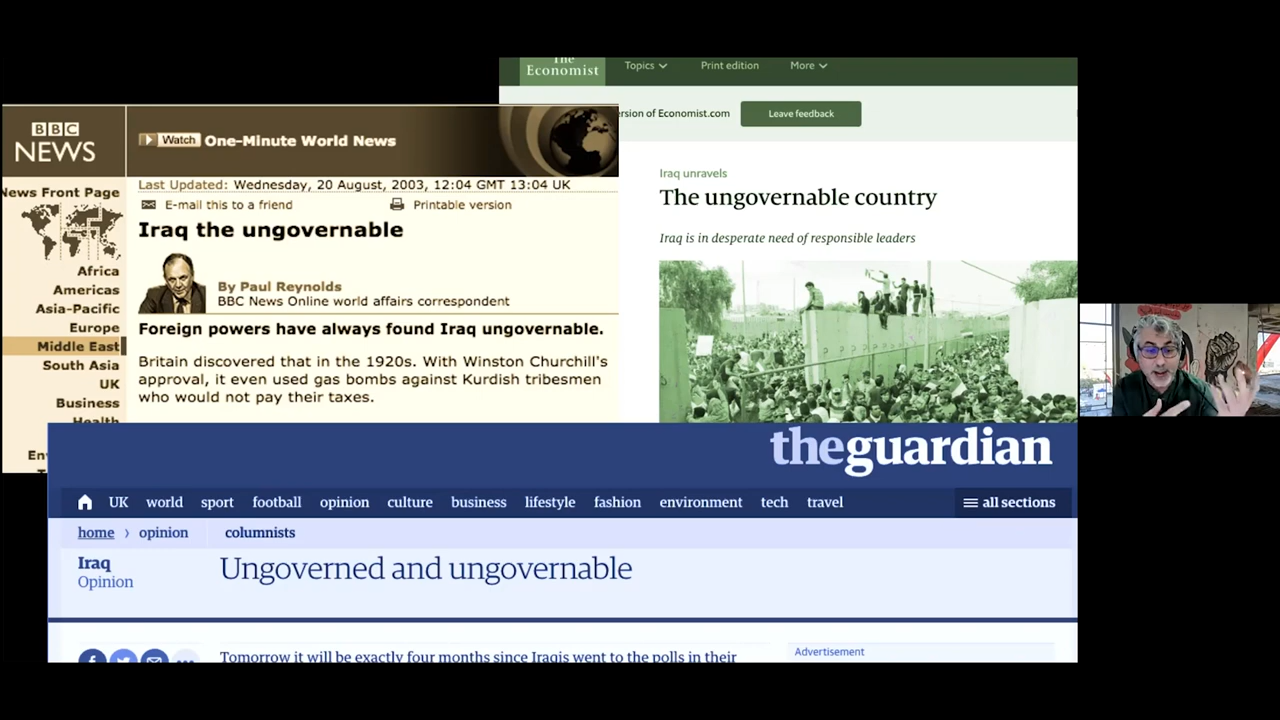 The
Economist
Topics
Print edition
More
ersion of Economist.com
Leave feedback
Iraq unravels
The ungovernable country
Iraq is in desperate need of responsible leaders
BBC
NEWS
Watch One-Minute World News
News Front Page
Africa
Americas
Asia-Pacific
Europe
Middle East
South Asia
UK
Business
Health
En
Last Updated: Wednesday, 20 August, 2003, 12:04 GMT 13:04 UK
E-mail this to a friend
Printable version
Iraq the ungovernable
By Paul Reynolds
BBC News Online world affairs correspondent
Foreign powers have always found Iraq ungovernable.
Britain discovered that in the 1920s. With Winston Churchill's
approval, it even used gas bombs against Kurdish tribesmen
who would not pay their taxes.
theguardian
UK world sport football opinion culture business lifestyle fashion environment tech travel all sections
home › opinion columnists
Iraq
Opinion
Ungoverned and ungovernable
Tomorrow it will be exactly four months since Iraqis went to the polls in their
Advertisement